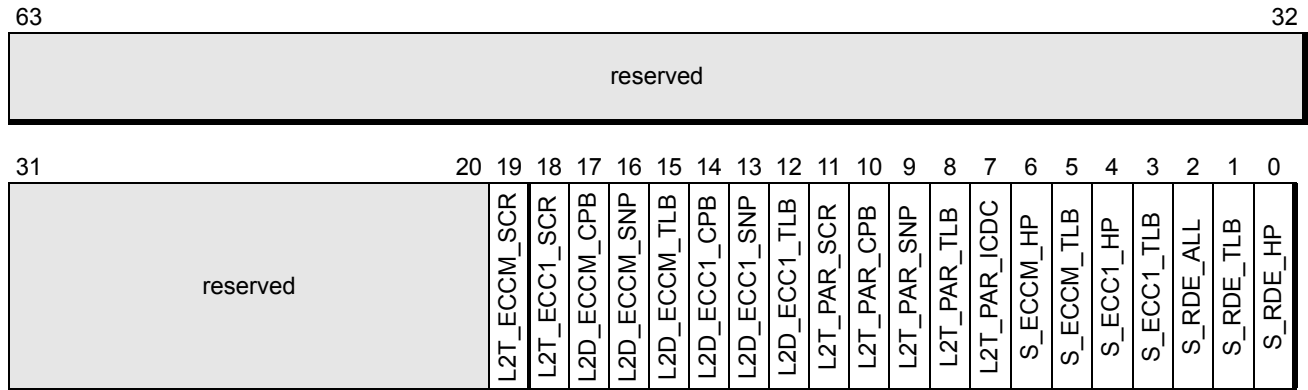 63 32
reserved
31 20 19 18 17 16 15 14 13 12 11 10 9 8 7 6 5 4 3 2 1 0
reserved
L2T_ECCM_SCR
L2T_ECC1_SCR
L2D_ECCM_CPB
L2D_ECCM_SNP
L2D_ECCM_TLB
L2D_ECC1_CPB
L2D_ECC1_SNP
L2D_ECC1_TLB
L2T_PAR_SCR
L2T_PAR_CPB
L2T_PAR_SNP
L2T_PAR_TLB
L2T_PAR_ICDC
S_ECCM_HP
S_ECCM_TLB
S_ECC1_HP
S_ECC1_TLB
S_RDE_ALL
S_RDE_TLB
S_RDE_HP